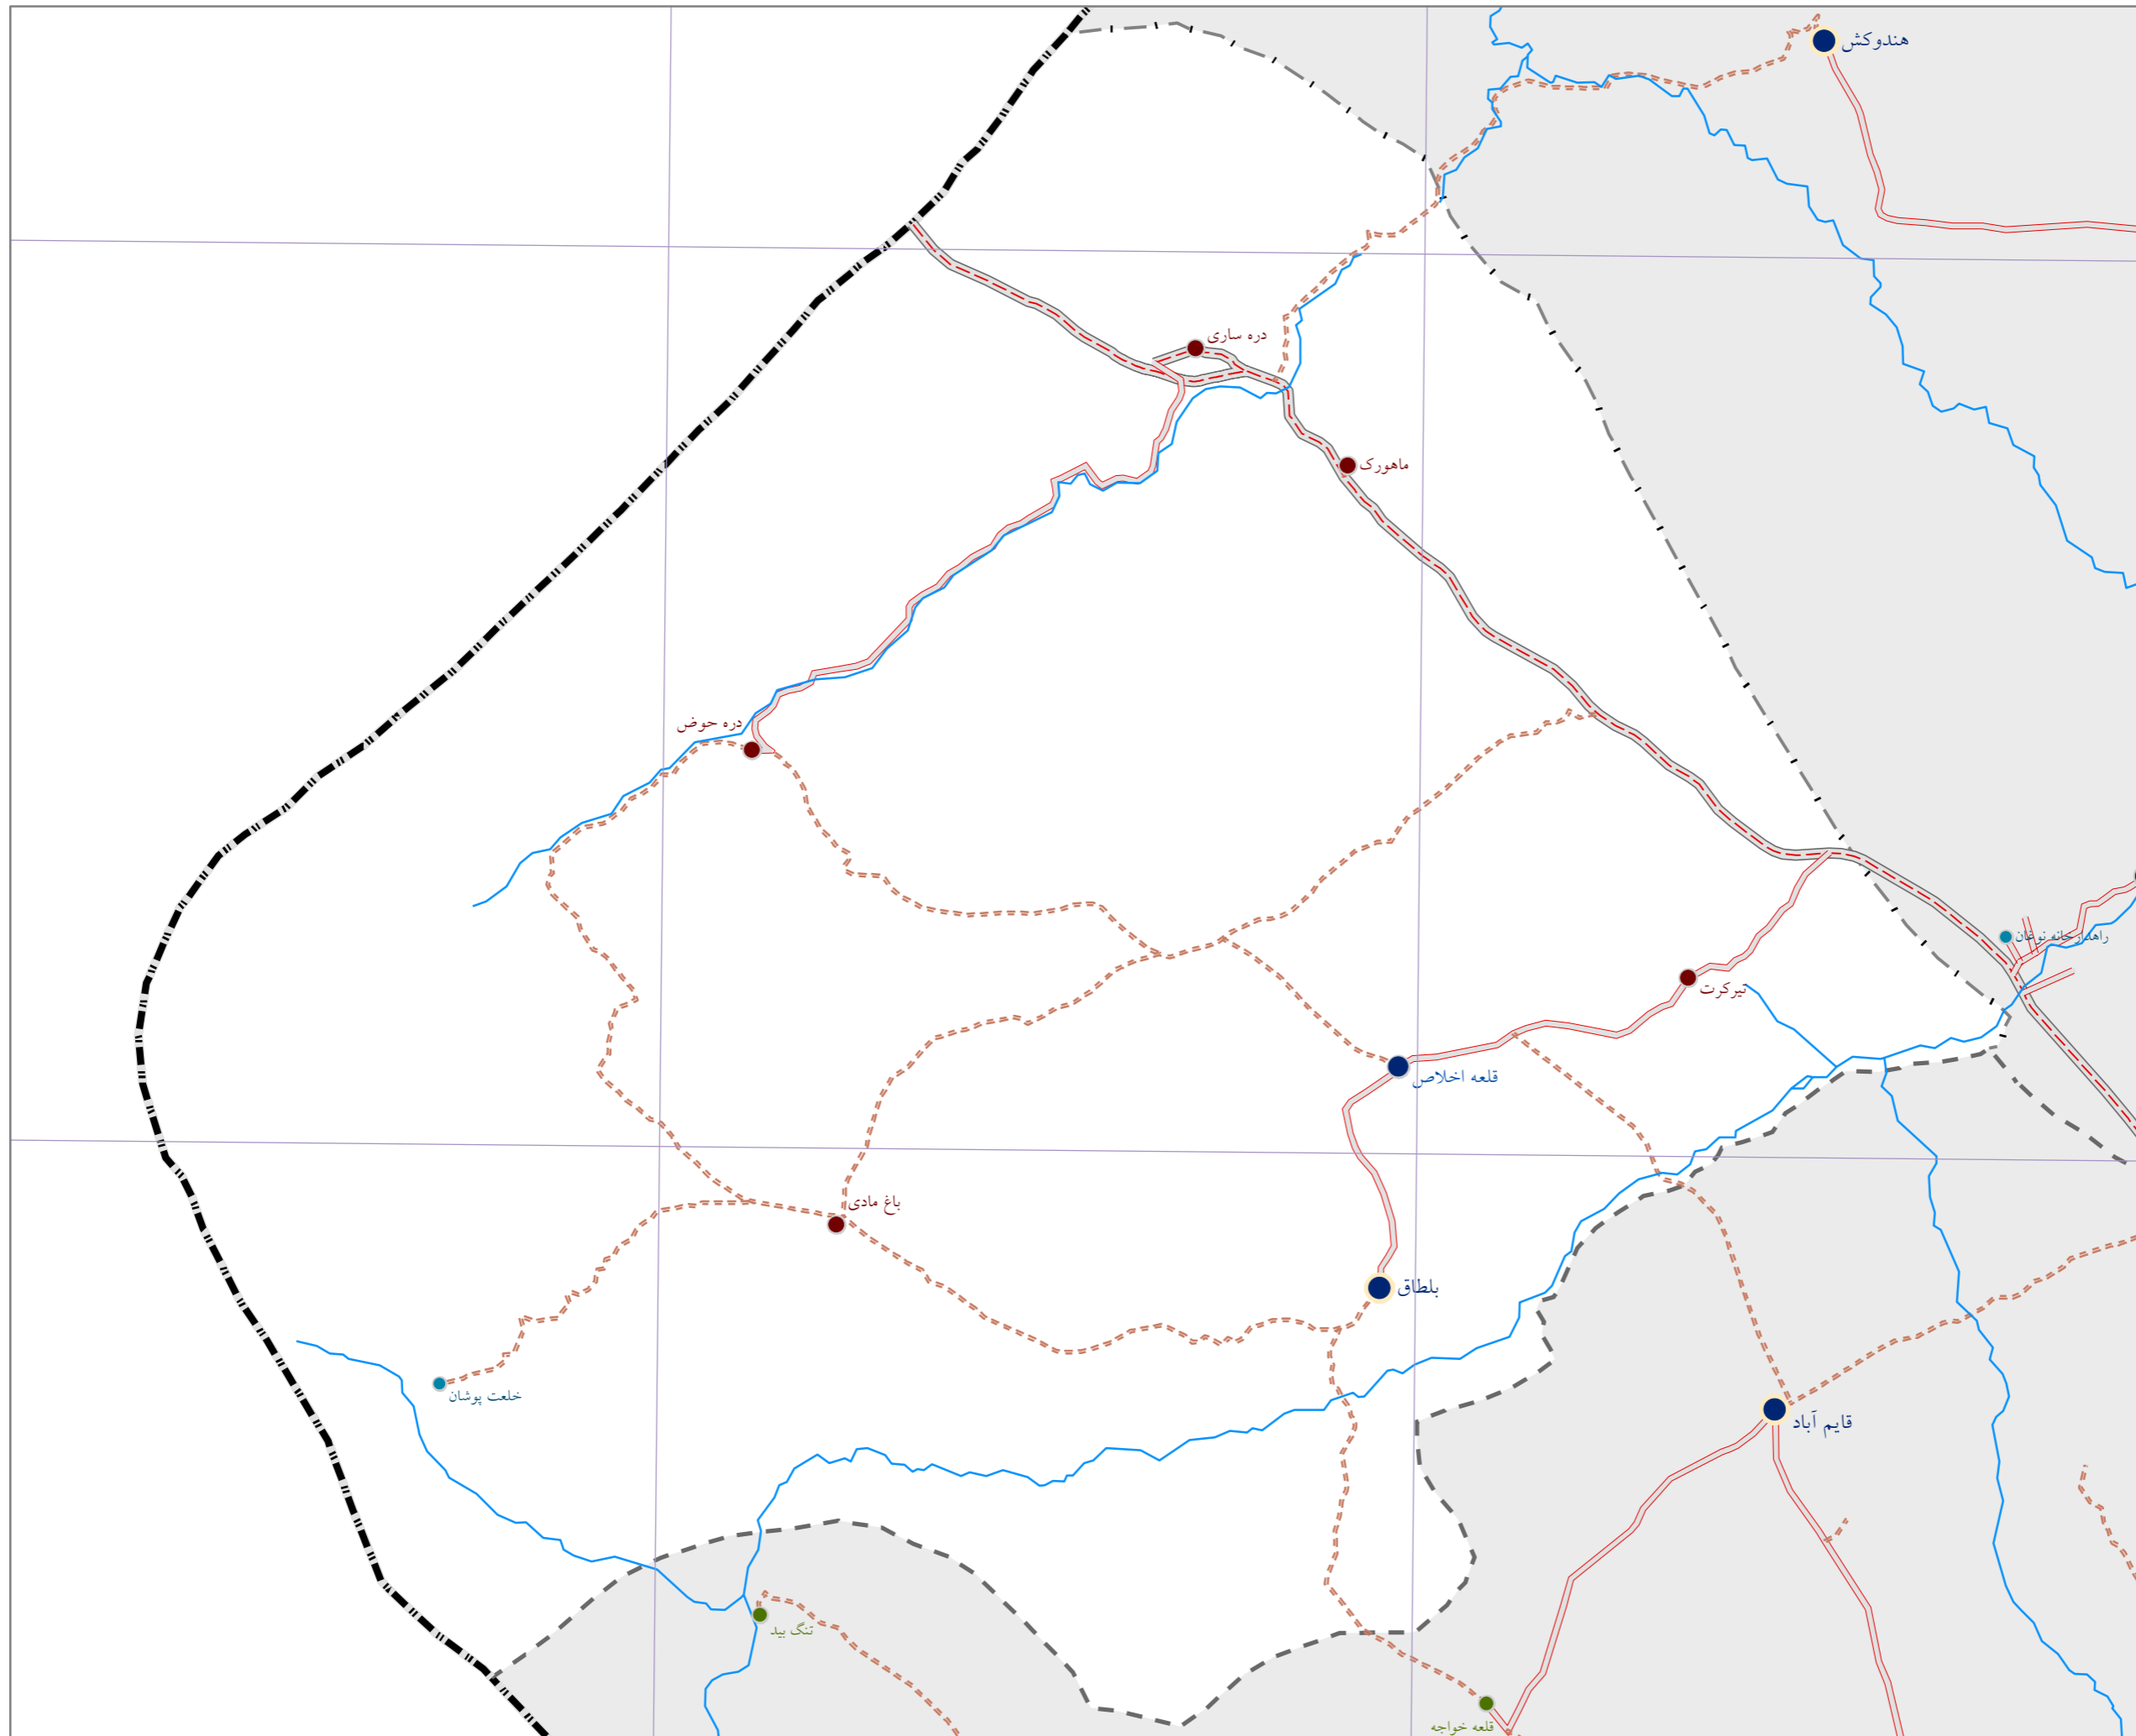 هندوکش
دره ساری
ماهورک
دره حوض
راهدارخانه نوغان
تیرکرت
قلعه اخلاص
باغ مادی
بلطاق
خلعت پوشان
قایم آباد
تنگ بید
قلعه خواجه